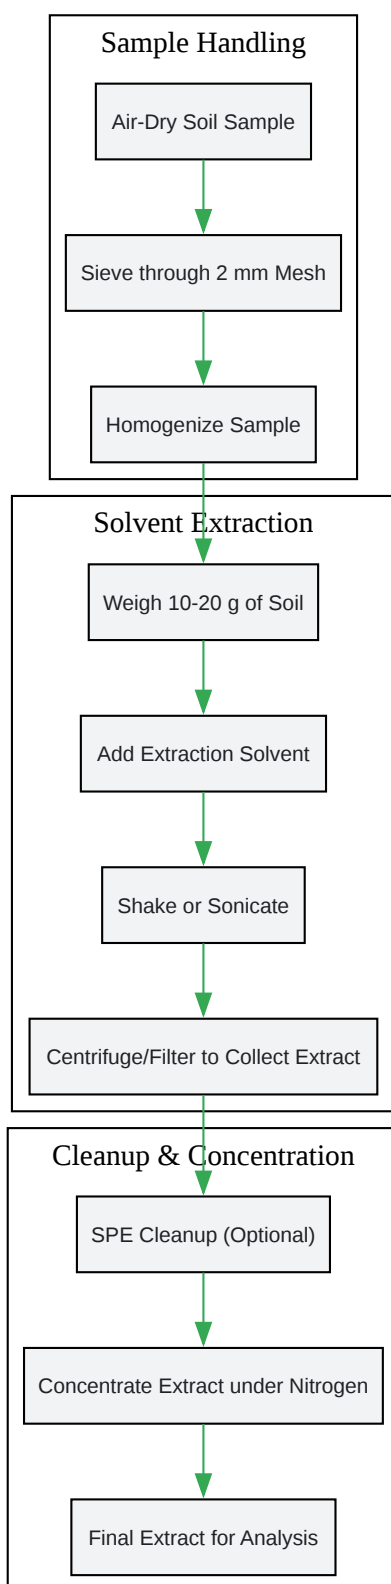 Sample Handling
Air-Dry Soil Sample
Sieve through 2 mm Mesh
Homogenize Sample
Solvent Extraction
Weigh 10-20 g of Soil
Add Extraction Solvent
Shake or Sonicate
Centrifuge/Filter to Collect Extract
Cleanup & Concentration
SPE Cleanup (Optional)
Concentrate Extract under Nitrogen
Final Extract for Analysis